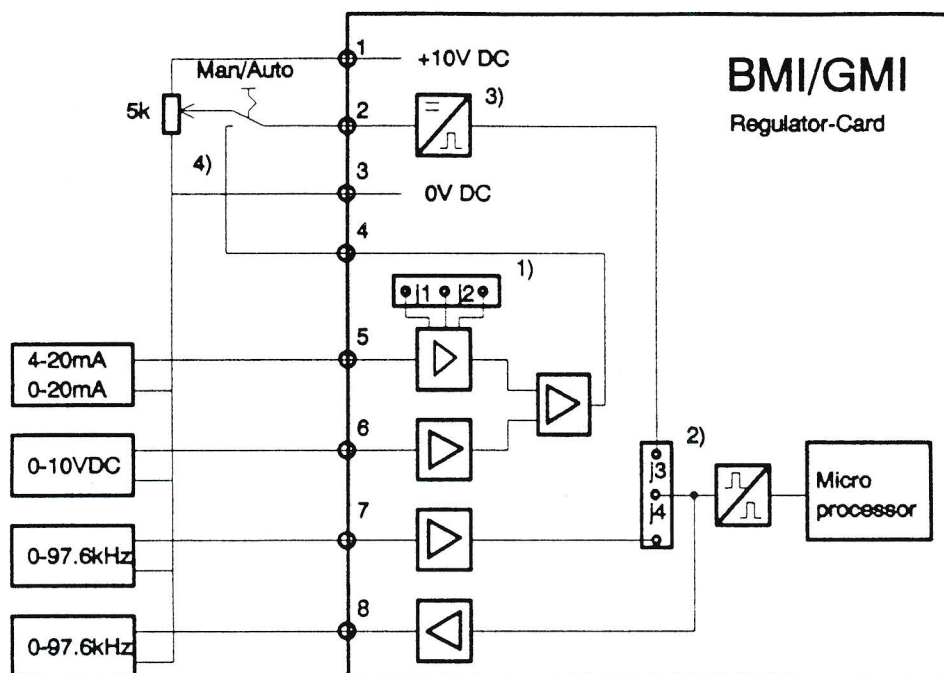 BMI/GMI
Regulator-Card
1
+10V DC
Man/Auto
5k
2
3)
4)
3
0V DC
4
1)
j1 j2
5
4-20mA
0-20mA
6
0-10VDC
2)
j3
j4
Micro
processor
7
0-97.6kHz
8
0-97.6kHz